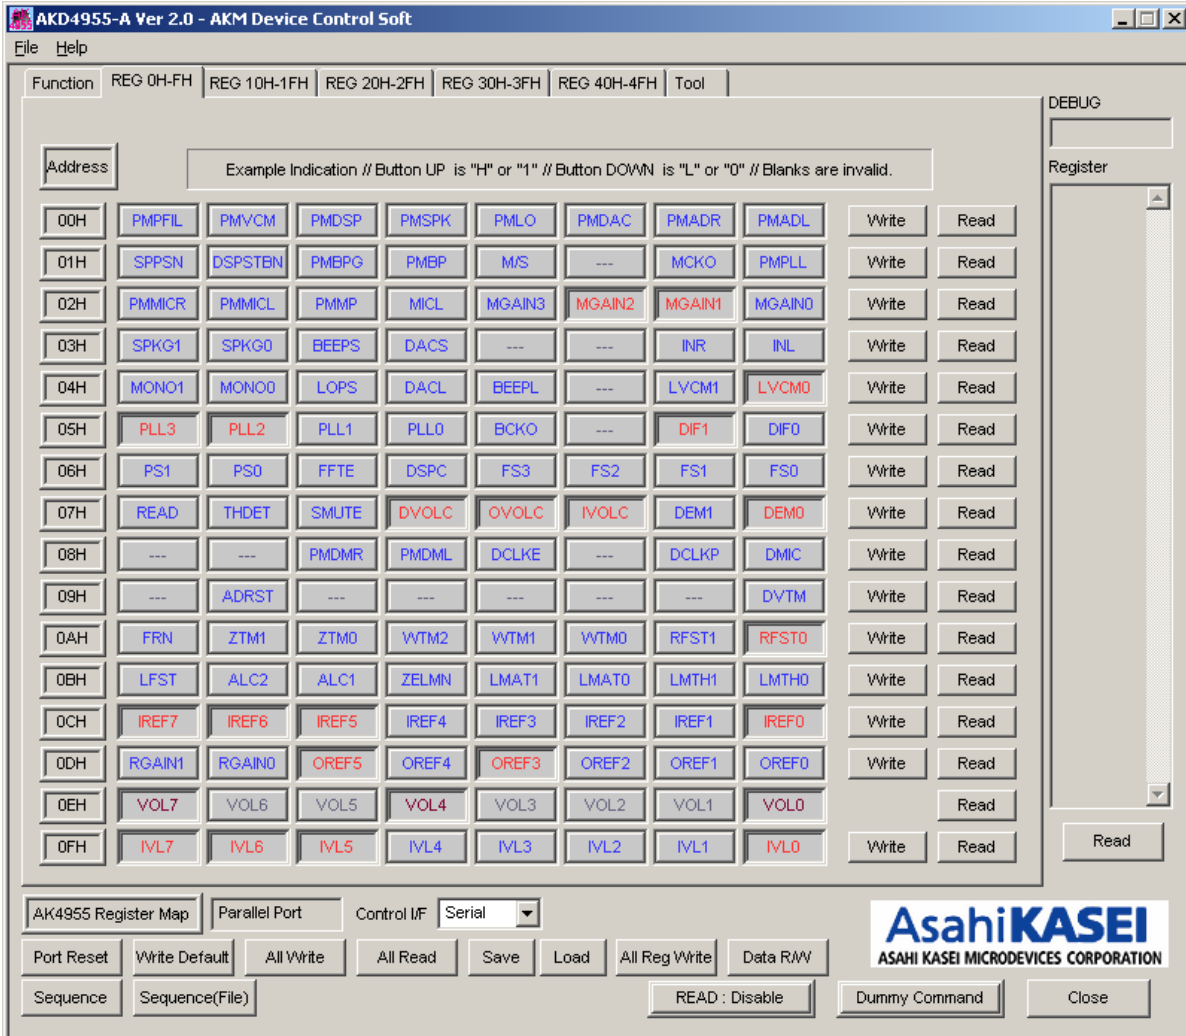 AKD4955-A Ver 2.0 - AKM Device Control Soft
File Help
Function REG 0H-FH REG 10H-1FH REG 20H-2FH REG 30H-3FH REG 40H-4FH Tool
DEBUG
Address Example Indication // Button UP is "H" or "1" // Button DOWN is "L" or "0" // Blanks are invalid. Register
00H PMPFIL PMVCM PMDSP PMSPK PMLO PMDAC PMADR PMADL Write Read
01H SPPSN DSPSTBN PMBPG PMBP M/S --- MCKO PMPLL Write Read
02H PMMICR PMMICL PMMP MICL MGAIN3 MGAIN2 MGAIN1 MGAIN0 Write Read
03H SPKG1 SPKG0 BEEPS DACS --- --- INR INL Write Read
04H MONO1 MONO0 LOPS DACL BEEPL --- LVCM1 LVCM0 Write Read
05H PLL3 PLL2 PLL1 PLL0 BCKO --- DIF1 DIF0 Write Read
06H PS1 PS0 FFTE DSPC FS3 FS2 FS1 FS0 Write Read
07H READ THDET SMUTE DVOLC OVOLC IVOLC DEM1 DEM0 Write Read
08H --- --- PMDMR PMDML DCLKE --- DCLKP DMIC Write Read
09H --- ADRST --- --- --- --- --- DVTM Write Read
0AH FRN ZTM1 ZTM0 WTM2 WTM1 WTM0 RFST1 RFST0 Write Read
0BH LFST ALC2 ALC1 ZELMN LMAT1 LMAT0 LMTH1 LMTH0 Write Read
0CH IREF7 IREF6 IREF5 IREF4 IREF3 IREF2 IREF1 IREF0 Write Read
0DH RGAIN1 RGAIN0 OREF5 OREF4 OREF3 OREF2 OREF1 OREF0 Write Read
0EH VOL7 VOL6 VOL5 VOL4 VOL3 VOL2 VOL1 VOL0 Read
0FH IVL7 IVL6 IVL5 IVL4 IVL3 IVL2 IVL1 IVL0 Write Read Read
AK4955 Register Map Parallel Port Control I/F Serial
AsahiKASEI
ASAHI KASEI MICRODEVICES CORPORATION
Port Reset Write Default All Write All Read Save Load All Reg Write Data R/W
Sequence Sequence(File) READ : Disable Dummy Command Close